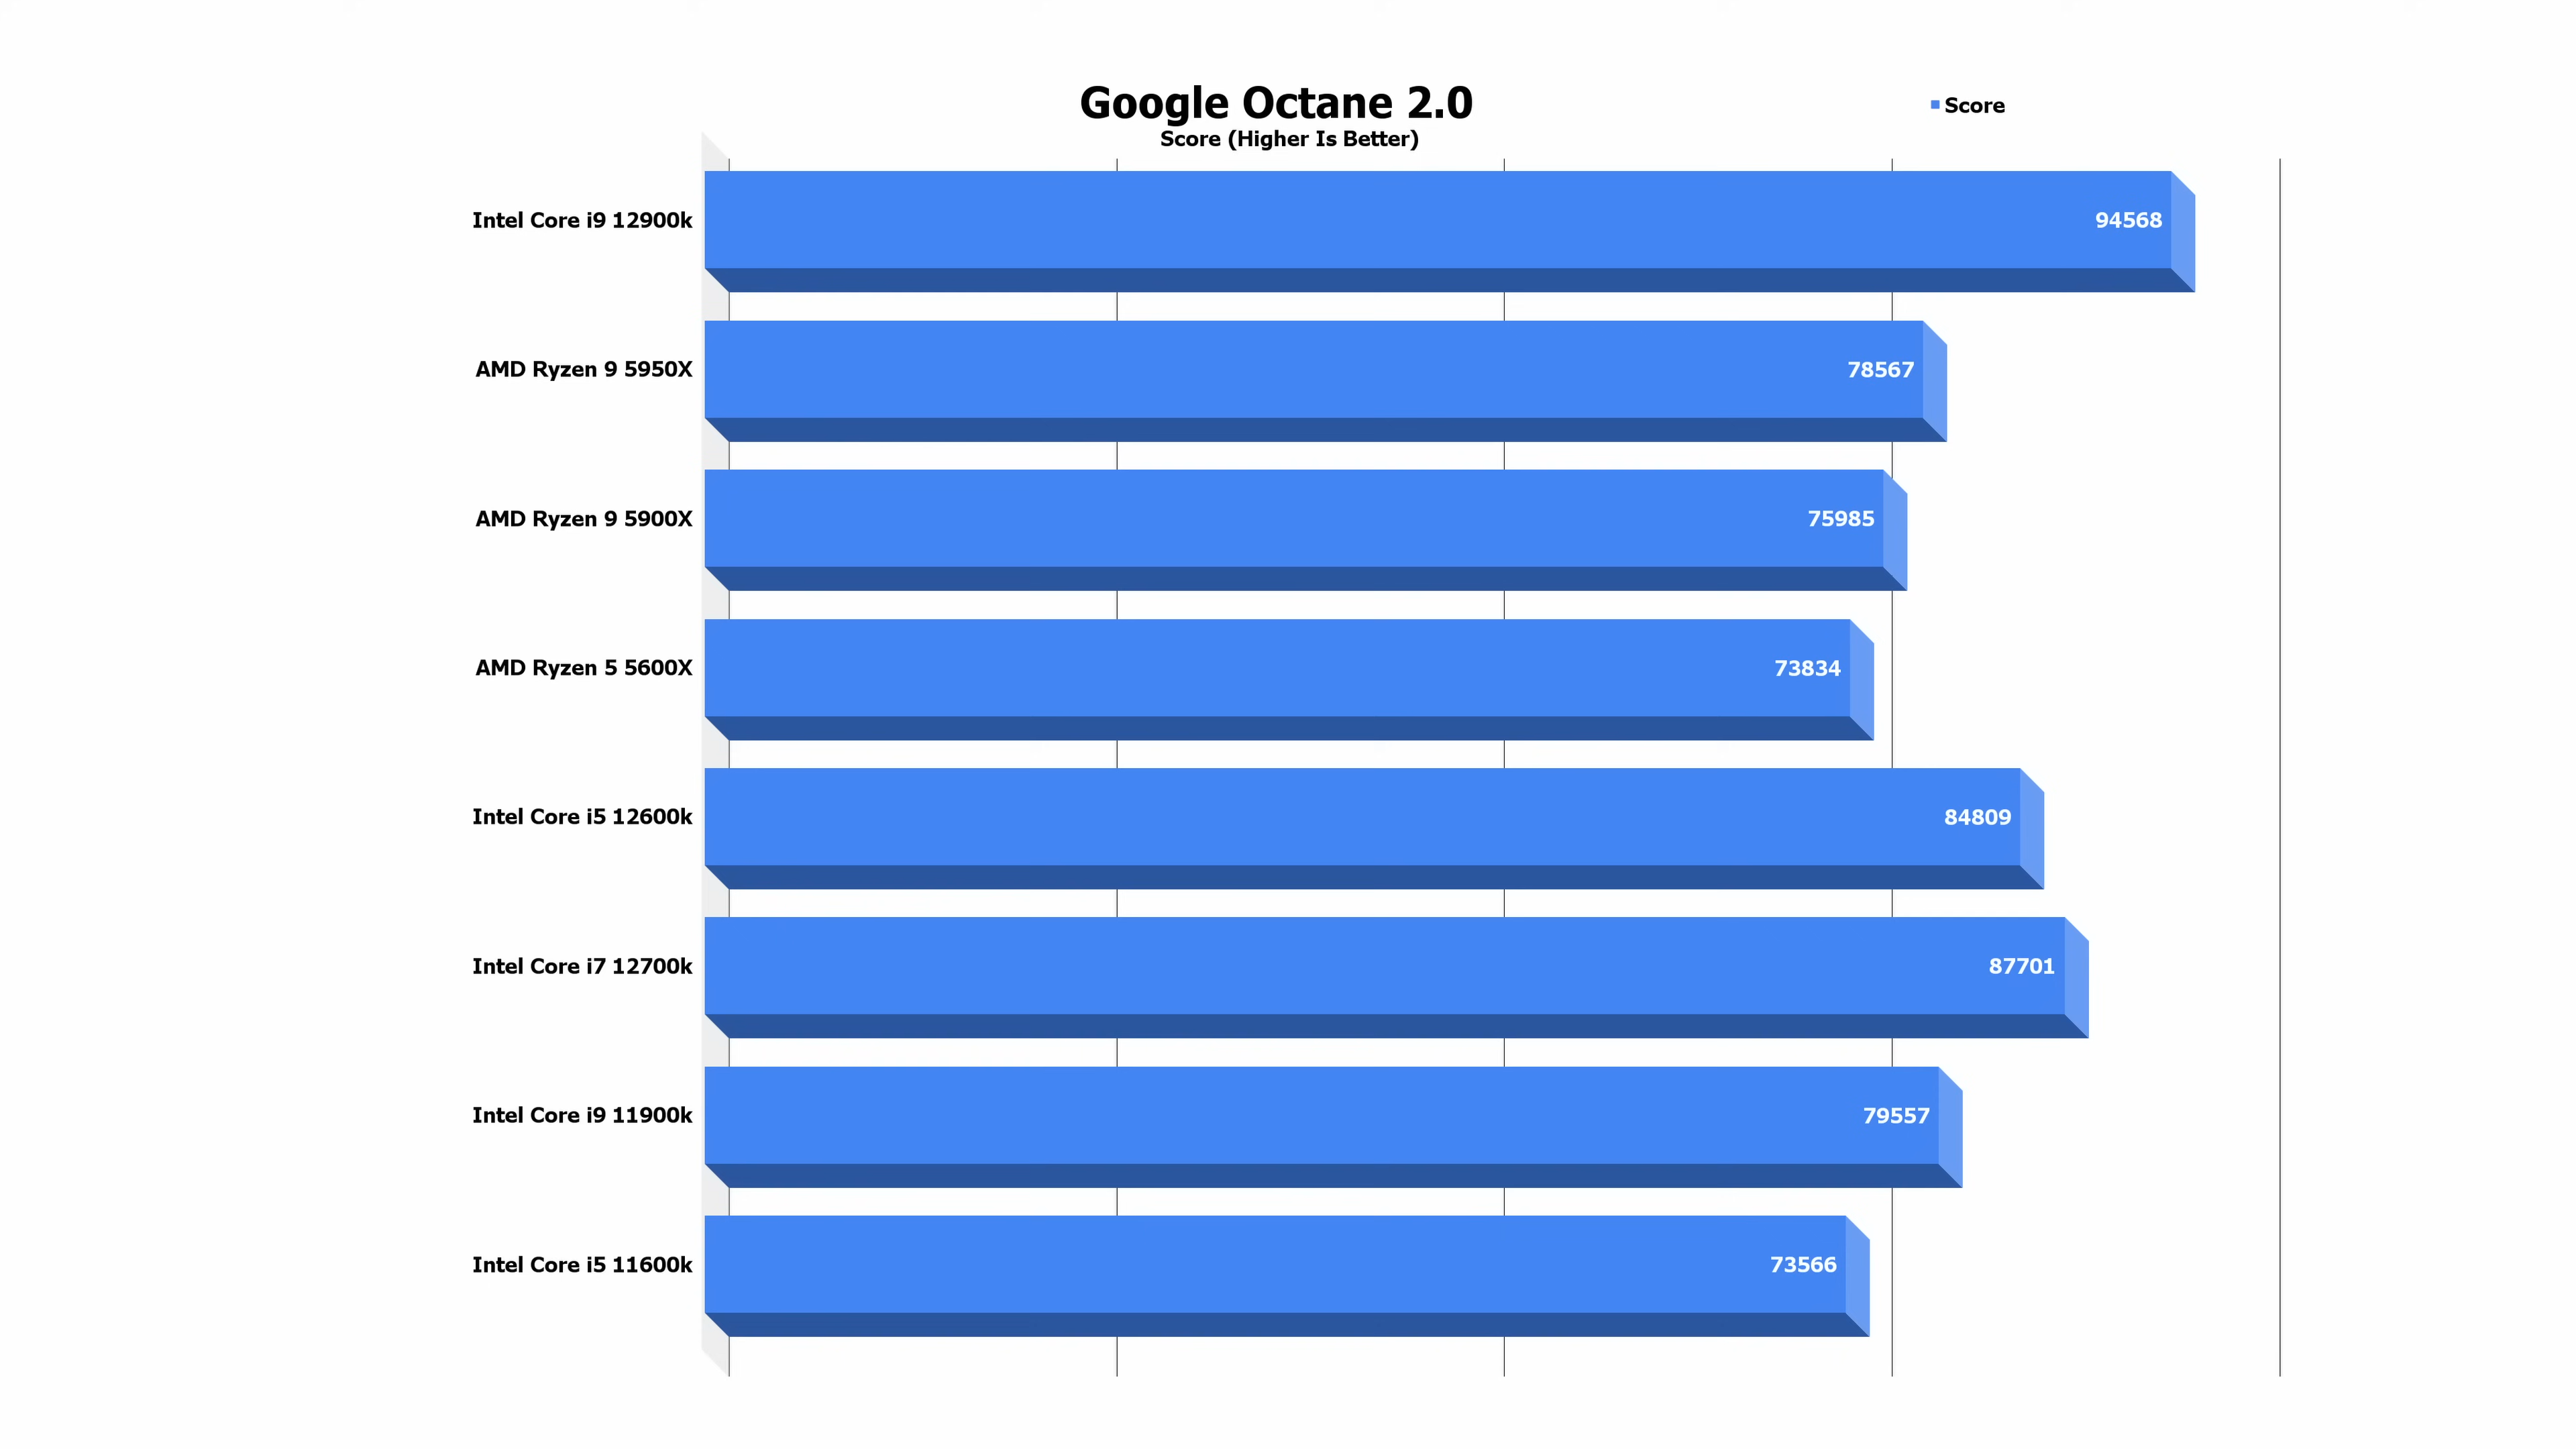 Google Octane 2.0
Score
Score (Higher Is Better)
Intel Core i9 12900k 94568
AMD Ryzen 9 5950X 78567
AMD Ryzen 9 5900X 75985
AMD Ryzen 5 5600X 73834
Intel Core i5 12600k 84809
Intel Core i7 12700k 87701
Intel Core i9 11900k 79557
Intel Core i5 11600k 73566